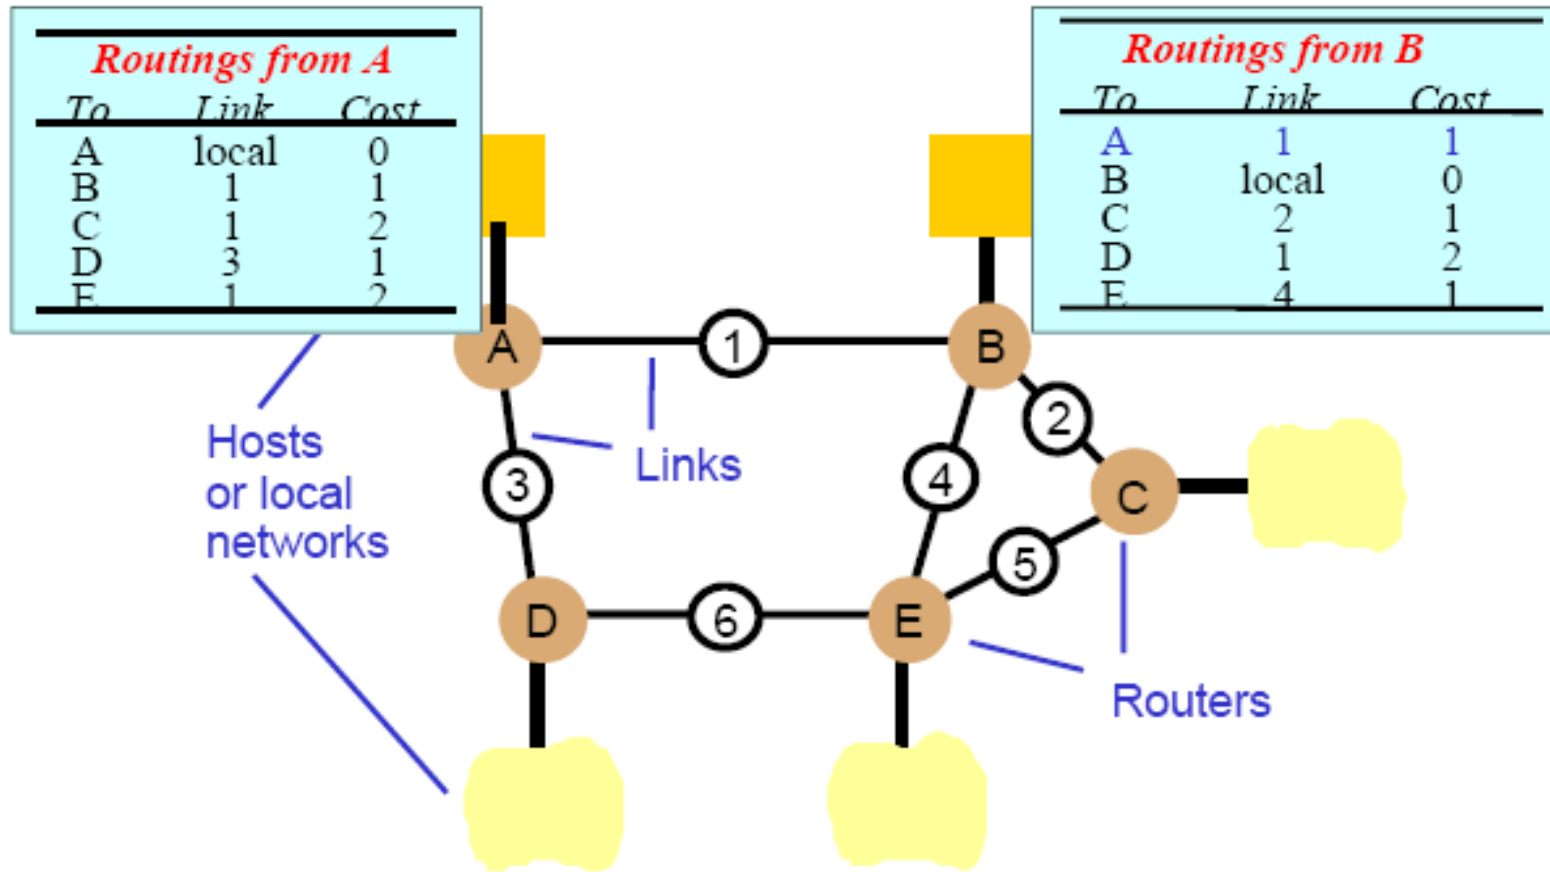 Routings from A
To Link Cost
A local 0
B 1 1
C 1 2
D 3 1
E 1 2
Routings from B
To Link Cost
A 1 1
B local 0
C 2 1
D 1 2
E 4 1
A
1
B
2
Hosts
or local
networks
Links
3
4
C
5
D
6
E
Routers